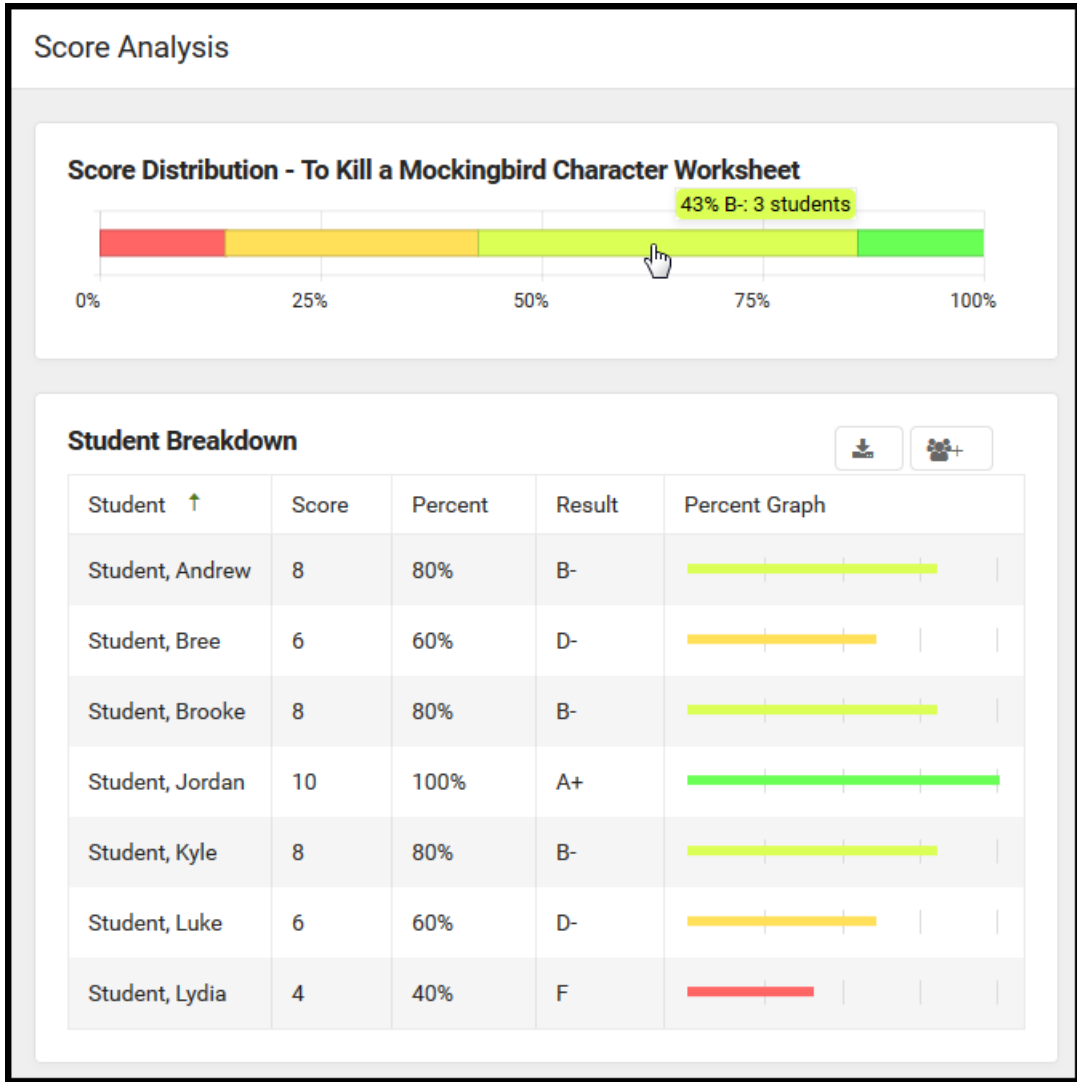 Score Analysis
Score Distribution - To Kill a Mockingbird Character Worksheet
43% B-: 3 students
0% 25% 50% 75% 100%
Student Breakdown
Student ↑ Score Percent Result Percent Graph
Student, Andrew 8 80% B-
Student, Bree 6 60% D-
Student, Brooke 8 80% B-
Student, Jordan 10 100% A+
Student, Kyle 8 80% B-
Student, Luke 6 60% D-
Student, Lydia 4 40% F